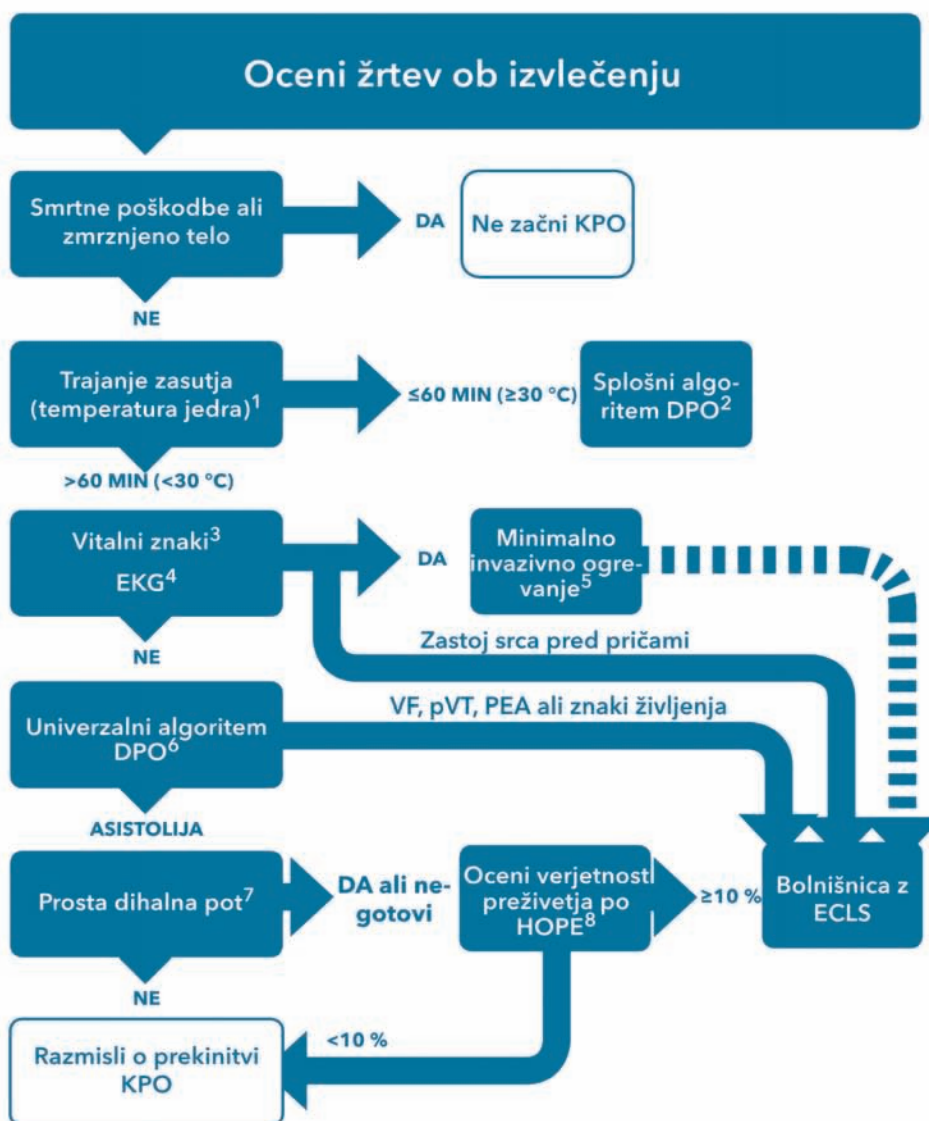 Oceni žrtev ob izvlečenju
Smrtne poškodbe ali
zmrznjeno telo
DA
Ne začni KPO
NE
Trajanje zasutja
(temperatura jedra)¹
≤60 MIN (≥30 °C)
Splošni algo-
ritem DPO²
>60 MIN (<30 °C)
Vitalni znaki³
EKG⁴
DA
Minimalno
invazivno ogre-
vanje⁵
Zastoj srca pred pričami
NE
VF, pVT, PEA ali znaki življenja
Univerzalni algoritem
DPO⁶
ASISTOLIJA
Prosta dihalna pot⁷
DA ali ne-
gotovi
Oceni verjetnost
preživetja po
HOPE⁸
≥10 %
Bolnišnica z
ECLS
NE
<10 %
Razmisli o prekinitvi
KPO